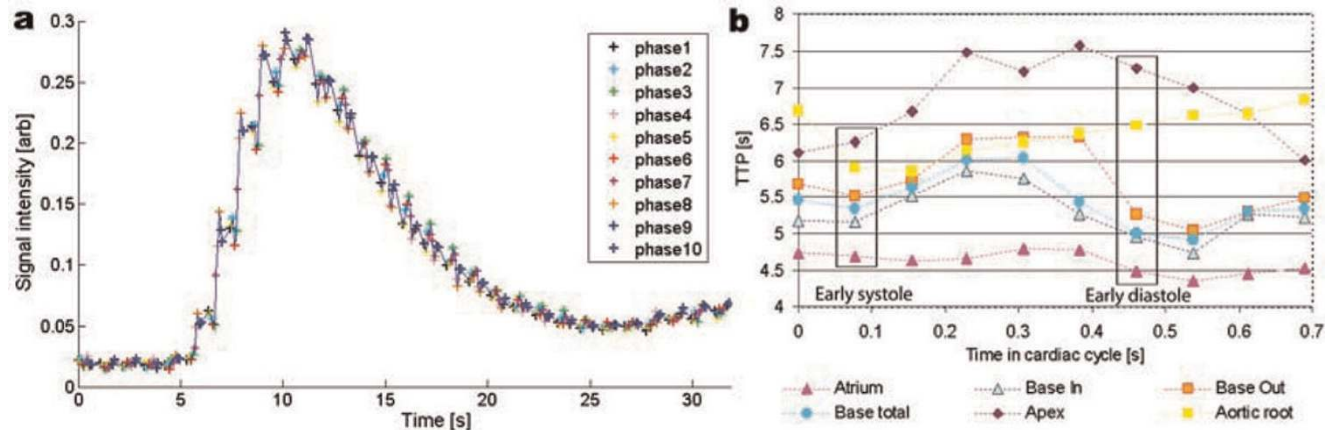 a
Signal intensity [arb]
0.3
0.25
0.2
0.15
0.1
0.05
0
0 5 10 15 20 25 30
Time [s]
phase1
phase2
phase3
phase4
phase5
phase6
phase7
phase8
phase9
phase10
b
TTP [s]
8
7.5
7
6.5
6
5.5
5
4.5
4
Early systole
Early diastole
0 0.1 0.2 0.3 0.4 0.5 0.6 0.7
Time in cardiac cycle [s]
Atrium Base In Base Out
Base total Apex Aortic root